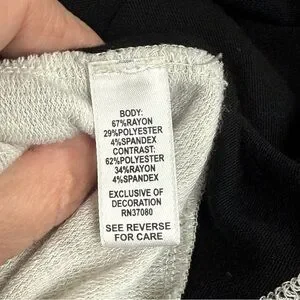 BODY:
67%RAYON
29%POLYESTER
4%SPANDEX
CONTRAST:
62%POLYESTER
34%RAYON
4%SPANDEX
EXCLUSIVE OF
DECORATION
RN37080
SEE REVERSE
FOR CARE